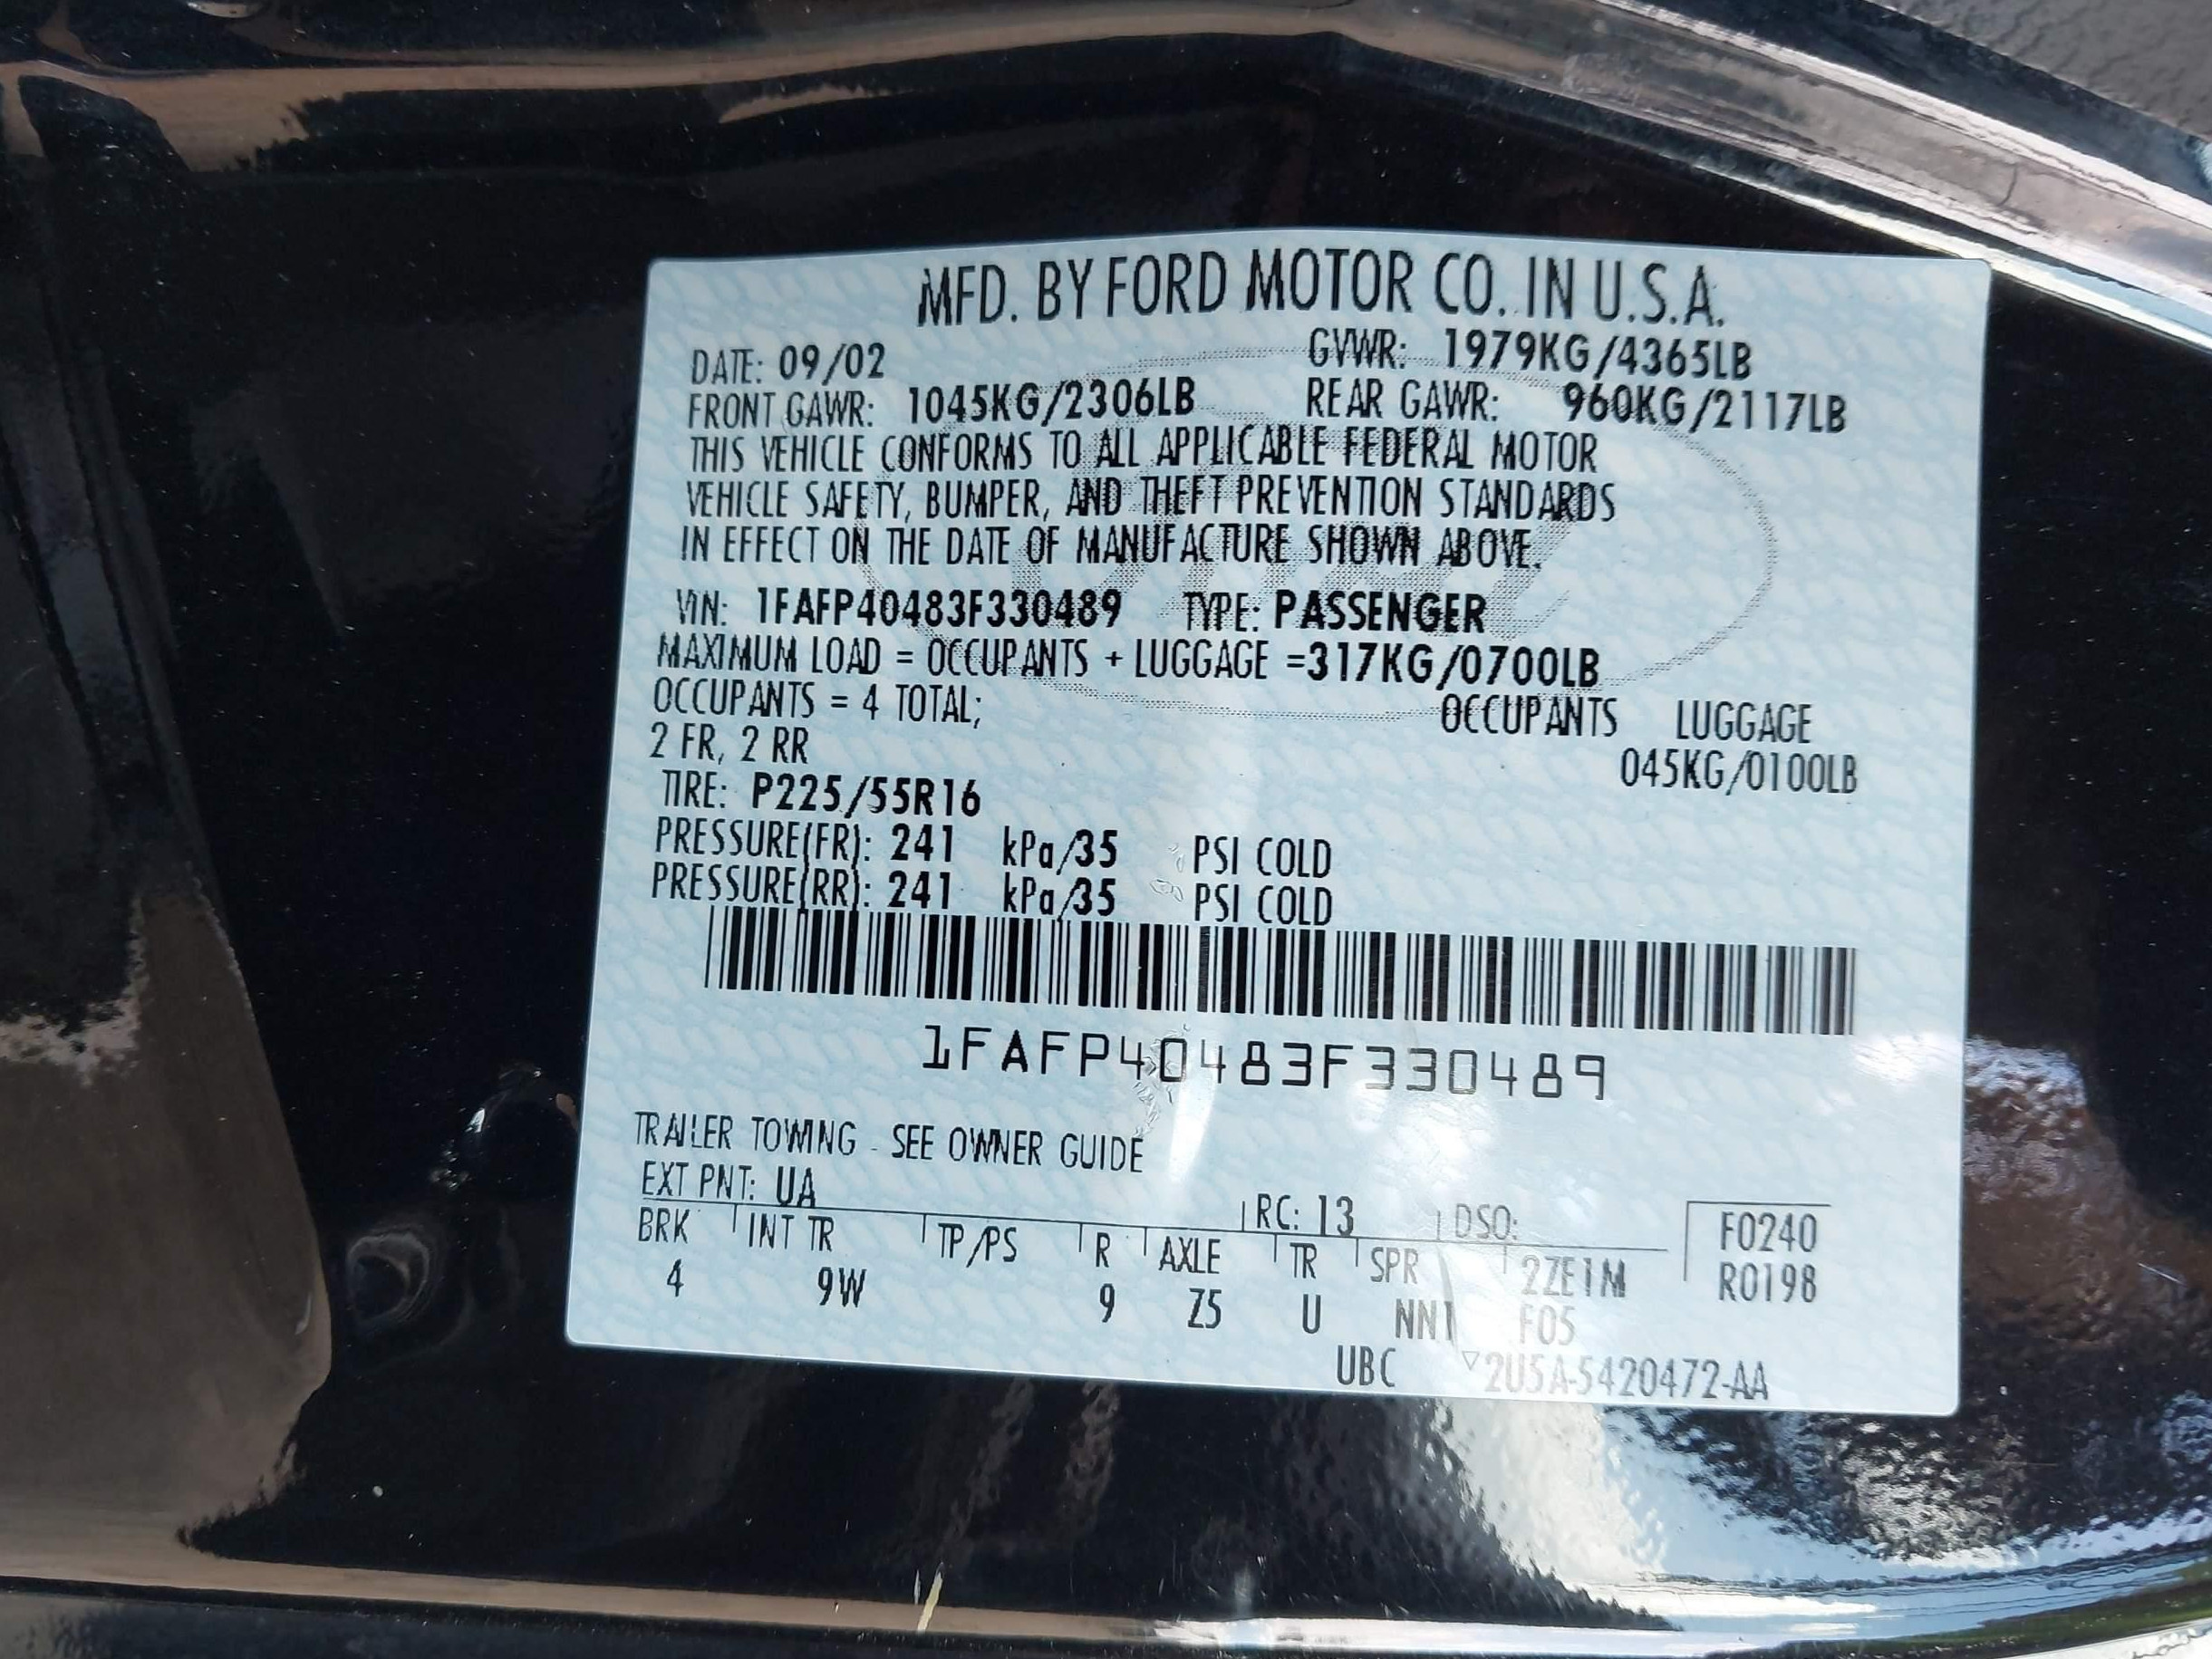 MFD. BY FORD MOTOR CO. IN U.S.A.
DATE: 09/02 GVWR: 1979KG/4365LB
FRONT GAWR: 1045KG/2306LB REAR GAWR: 960KG/2117LB
THIS VEHICLE CONFORMS TO ALL APPLICABLE FEDERAL MOTOR
VEHICLE SAFETY, BUMPER, AND THEFT PREVENTION STANDARDS
IN EFFECT ON THE DATE OF MANUFACTURE SHOWN ABOVE.
VIN: 1FAFP40483F330489 TYPE: PASSENGER
MAXIMUM LOAD = OCCUPANTS + LUGGAGE =317KG/0700LB
OCCUPANTS = 4 TOTAL; OCCUPANTS LUGGAGE
2 FR, 2 RR 045KG/0100LB
TIRE: P225/55R16
PRESSURE(FR): 241 kPa/35 PSI COLD
PRESSURE(RR): 241 kPa/35 PSI COLD
1FAFP40483F330489
TRAILER TOWING - SEE OWNER GUIDE
EXT PNT: UA RC: 13 DSO: F0240
BRK INT TR TP/PS R AXLE TR SPR 2ZE1M R0198
4 9W 9 Z5 U NN1 F05
UBC ▽2U5A-5420472-AA